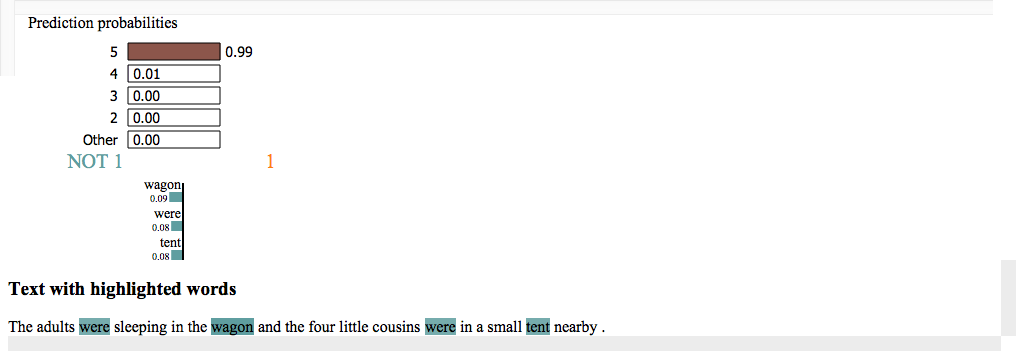 Prediction probabilities
5 0.99
4 0.01
3 0.00
2 0.00
Other 0.00
NOT 1 1
wagon
0.09
were
0.08
tent
0.08
Text with highlighted words
The adults were sleeping in the wagon and the four little cousins were in a small tent nearby .